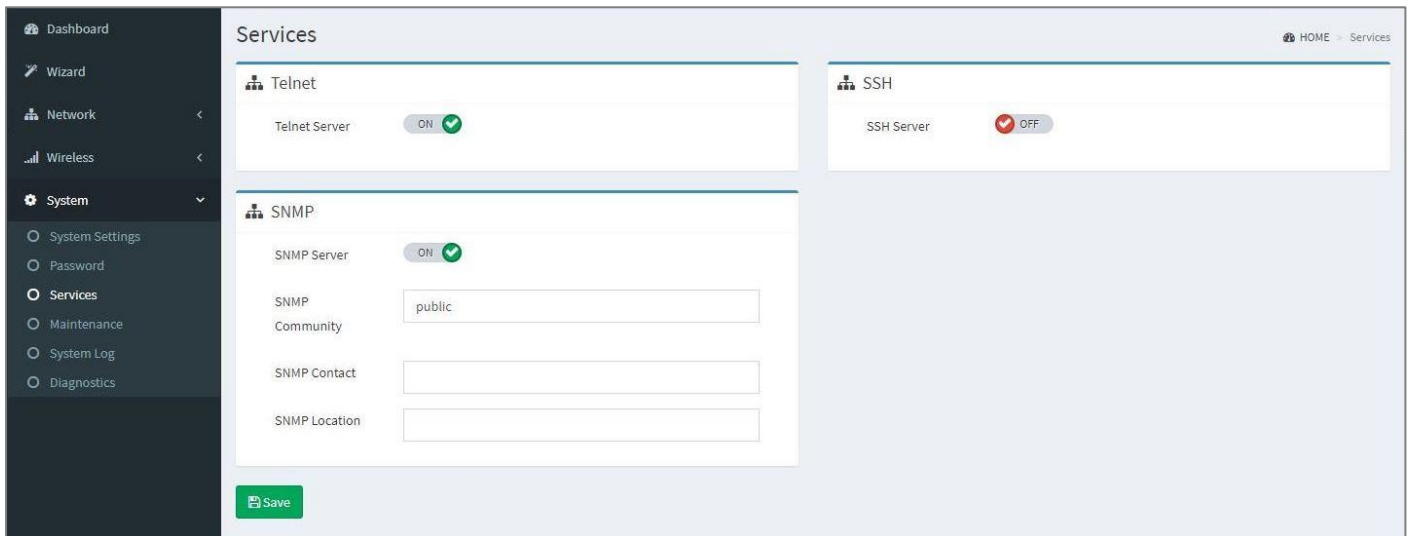 Dashboard
Wizard
Network
Wireless
System
System Settings
Password
Services
Maintenance
System Log
Diagnostics
Services
HOME > Services
Telnet
Telnet Server
ON
SSH
SSH Server
OFF
SNMP
SNMP Server
ON
SNMP
Community
public
SNMP Contact
SNMP Location
Save